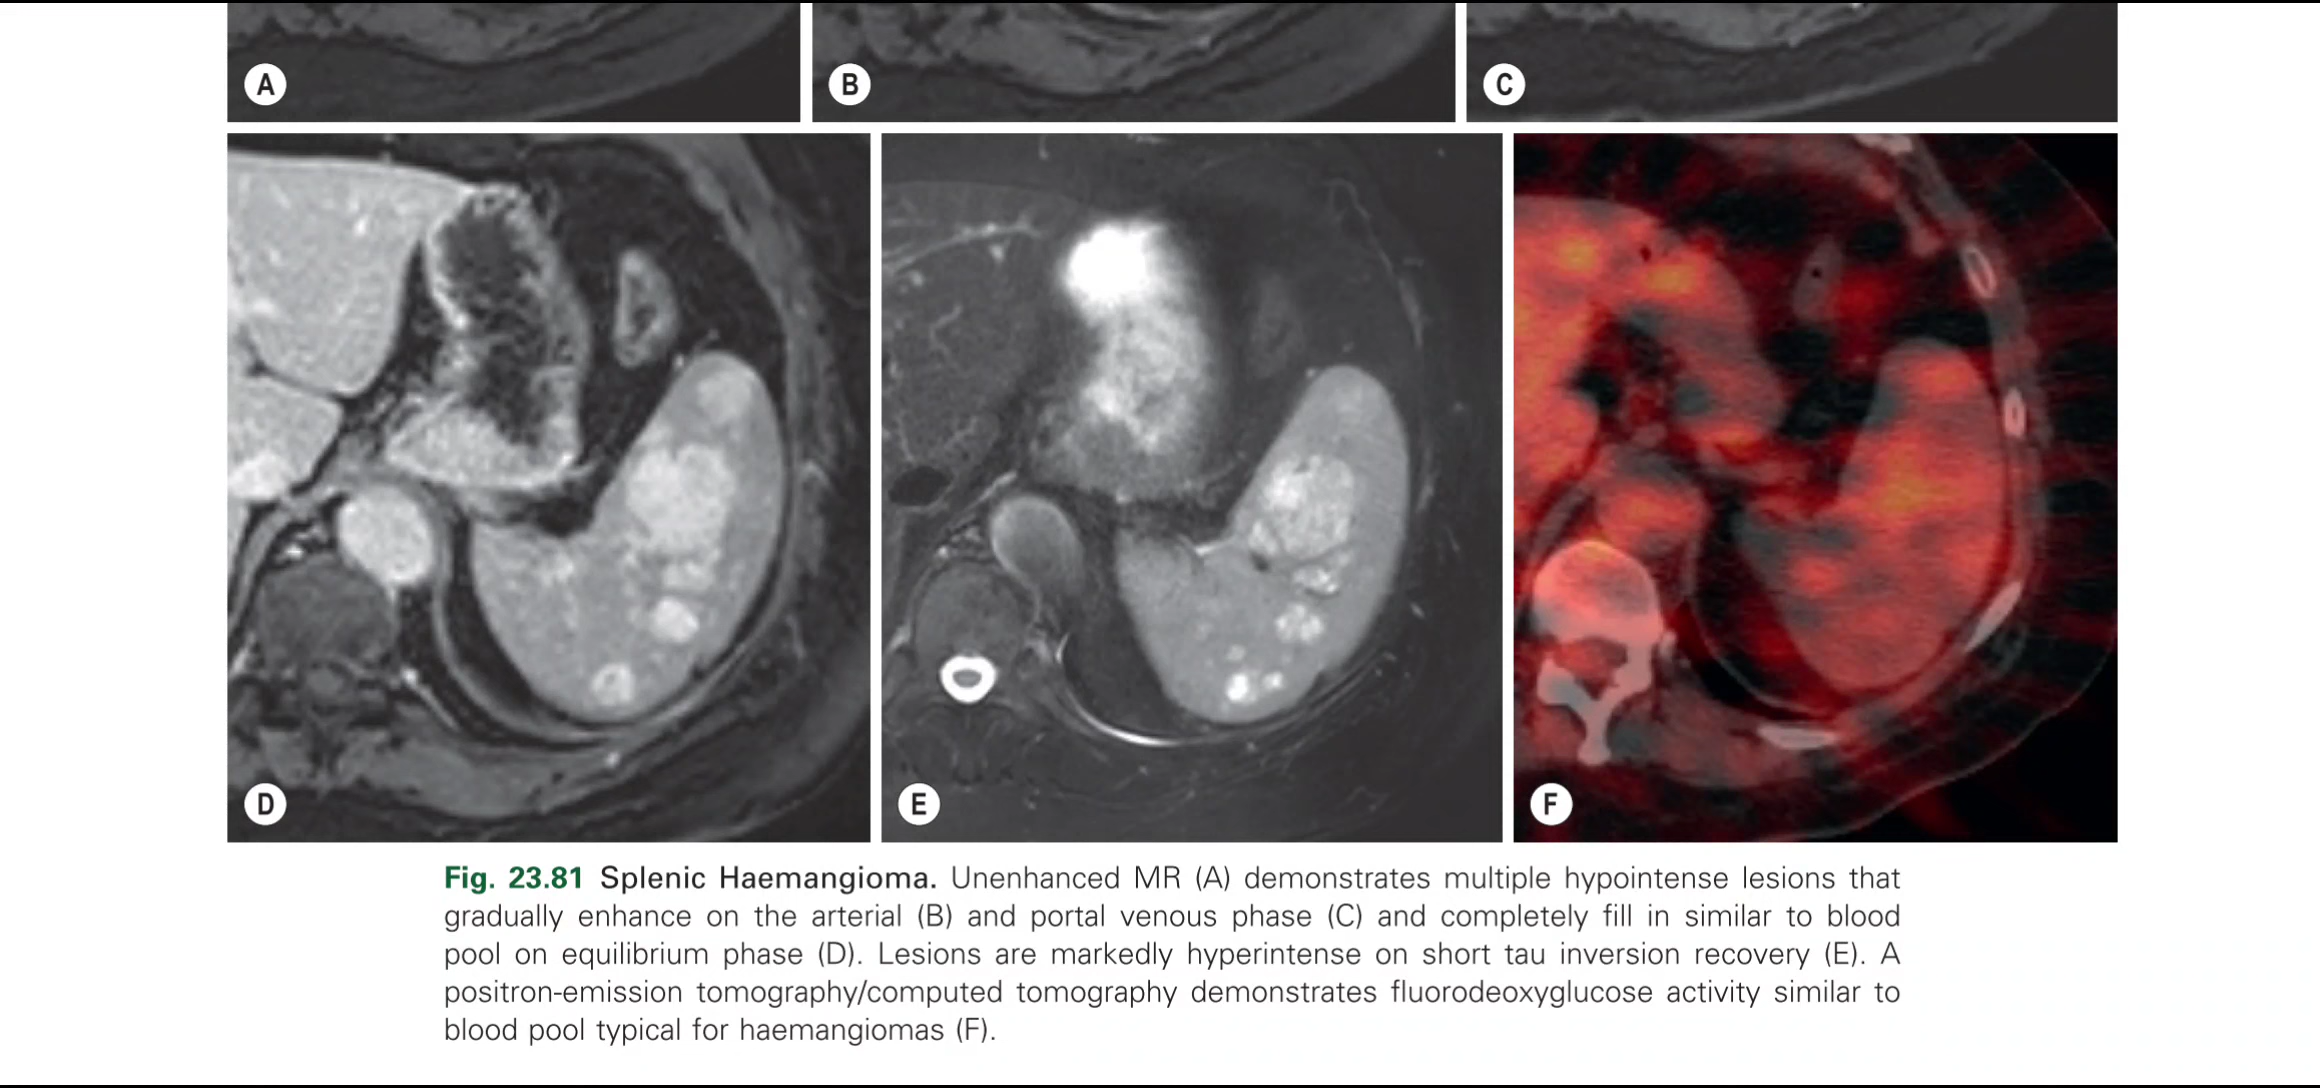 A
B
C
D
E
F
Fig. 23.81 Splenic Haemangioma. Unenhanced MR (A) demonstrates multiple hypointense lesions that
gradually enhance on the arterial (B) and portal venous phase (C) and completely fill in similar to blood
pool on equilibrium phase (D). Lesions are markedly hyperintense on short tau inversion recovery (E). A
positron-emission tomography/computed tomography demonstrates fluorodeoxyglucose activity similar to
blood pool typical for haemangiomas (F).